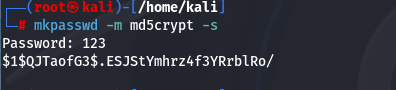 ┌──(root㉿kali)-[/home/kali]
└─# mkpasswd -m md5crypt -s
Password: 123
$1$QJTaofG3$.ESJStYmhrz4f3YRrblRo/